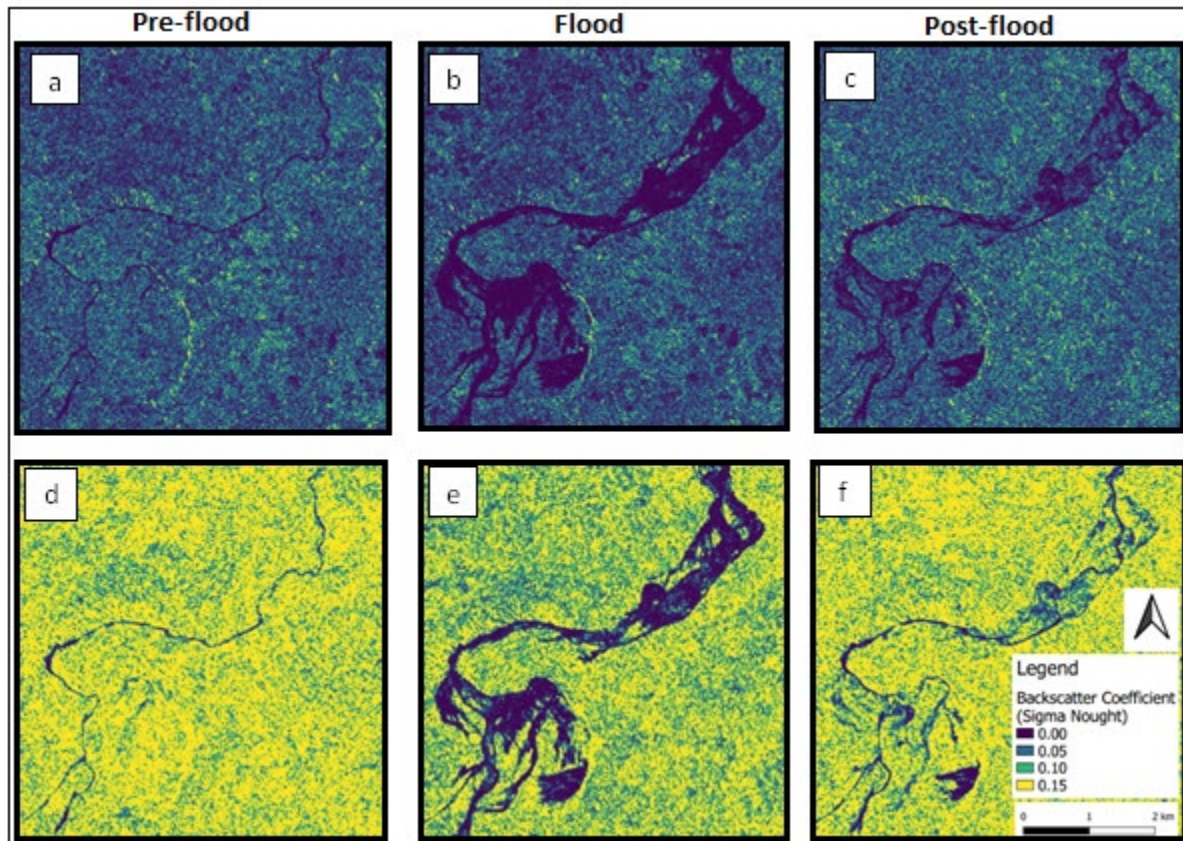 Pre-flood
Flood
Post-flood
a
b
c
d
e
f
Legend
Backscatter Coefficient
(Sigma Nought)
0.00
0.05
0.10
0.15
0 1 2 km